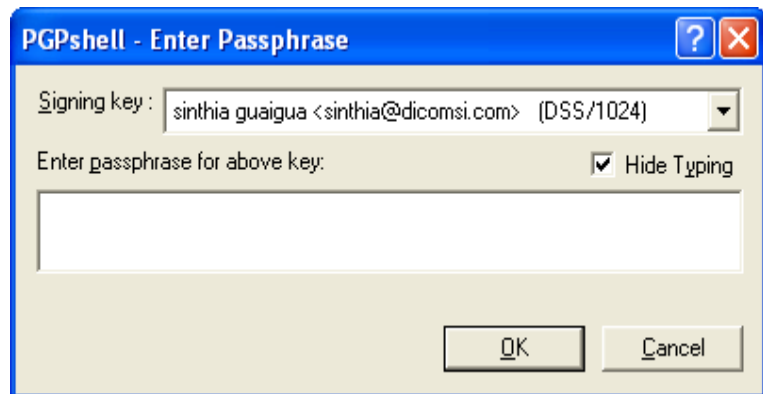 PGPshell - Enter Passphrase
Signing key : sinthia guaigua <sinthia@dicomsi.com> (DSS/1024)
Enter passphrase for above key: Hide Typing
OK Cancel